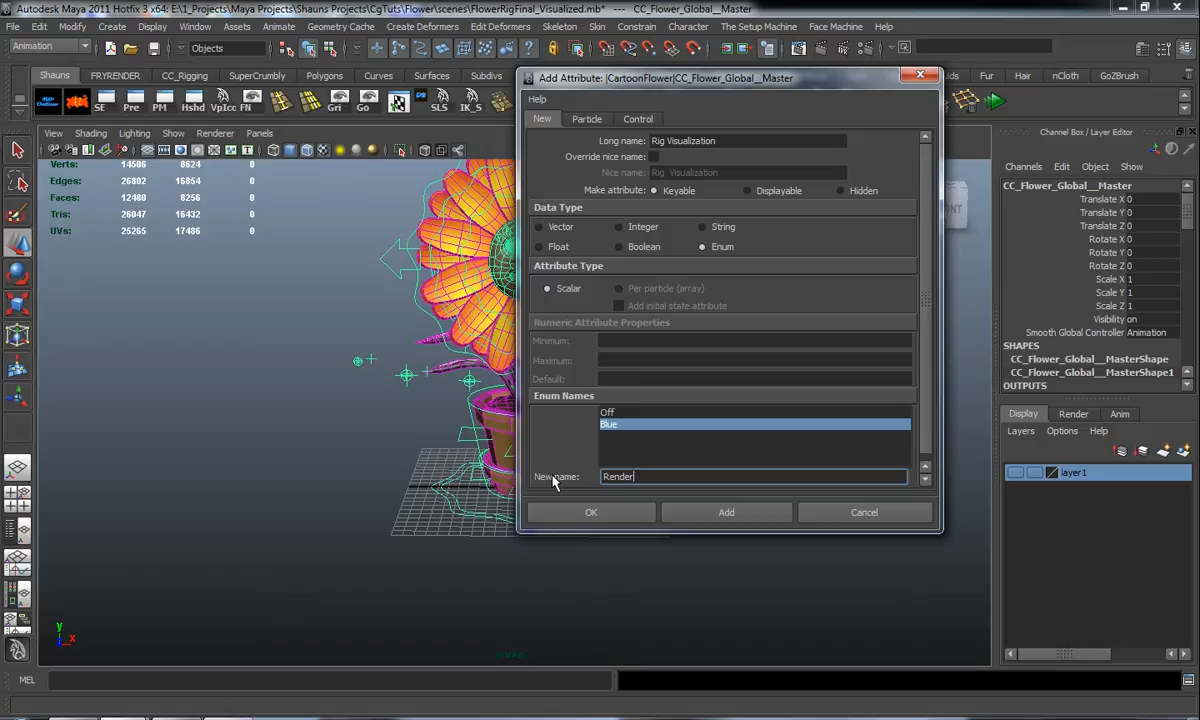 Autodesk Maya 2011 Hotfix 3 x64: E:\1_Projects\Maya Projects\Shauns Projects\CgTuts\Flower\scenes\FlowerRigFinal_Visualized.mb* --- CC_Flower_Global__Master
File Edit Modify Create Display Window Assets Animate Geometry Cache Create Deformers Edit Deformers Skeleton Skin Constrain Character The Setup Machine Muscle Pipeline Cache Help
Animation Objects
Shauns FRYRENDER CC_Rigging SuperCrumbly Polygons Curves Surfaces Subdivs Fur Hair nCloth GoZBrush
SE Pre PM Hshd VpIcc FN Gri Go SLS IK_S
View Shading Lighting Show Renderer Panels
Verts: 14506 8624 0
Edges: 26802 16854 0
Faces: 12480 8256 0
Tris: 26047 16432 0
UVs: 25265 17486 0
Add Attribute: |CartoonFlower|CC_Flower_Global__Master
Help
New Particle Control
Long name: Rig Visualization
Override nice name:
Nice name: Rig Visualization
Make attribute: Keyable Displayable Hidden
Data Type
Vector Integer String
Float Boolean Enum
Attribute Type
Scalar Per particle (array)
Add initial state attribute
Numeric Attribute Properties
Minimum:
Maximum:
Default:
Enum Names
Off
Blue
New name: Render
OK Add Cancel
Channel Box / Layer Editor
Channels Edit Object Show
CC_Flower_Global__Master
Translate X 0
Translate Y 0
Translate Z 0
Rotate X 0
Rotate Y 0
Rotate Z 0
Scale X 1
Scale Y 1
Scale Z 1
Visibility on
Smooth Global Controller Animation
SHAPES
CC_Flower_Global__MasterShape
CC_Flower_Global__MasterShape1
OUTPUTS
Display Render Anim
Layers Options Help
layer1
y
x
MEL